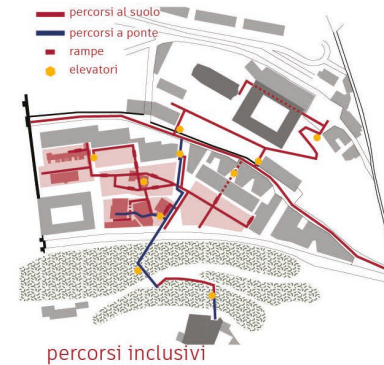 percorsi al suolo
percorsi a ponte
rampe
elevatori
percorsi inclusivi